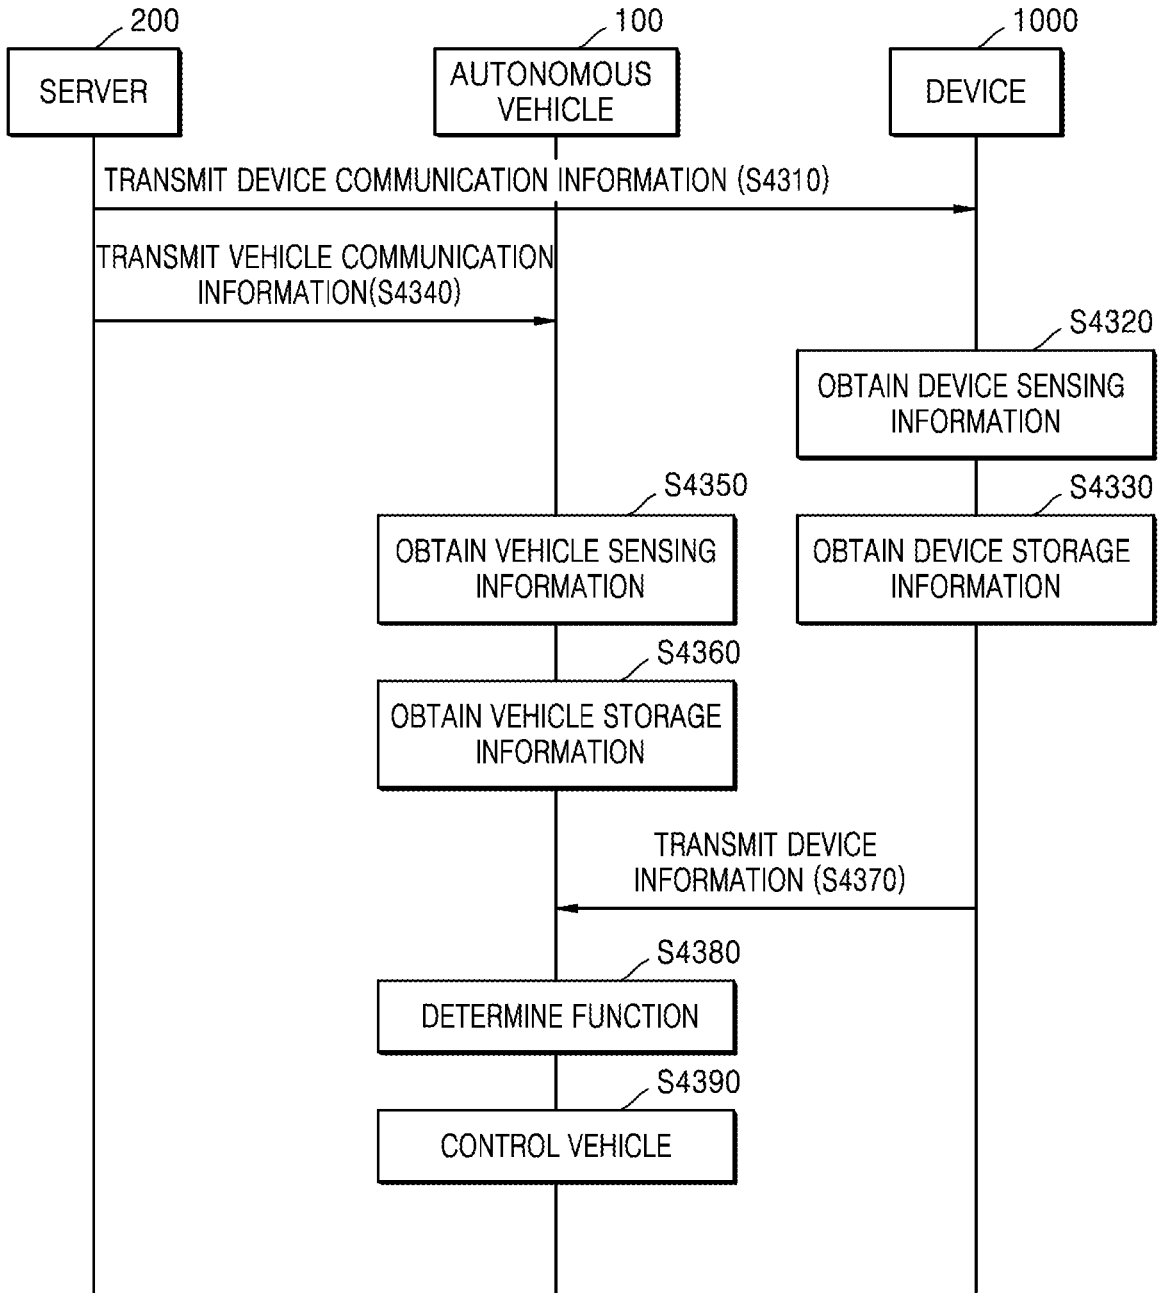 200
100
1000
SERVER
AUTONOMOUS
VEHICLE
DEVICE
TRANSMIT DEVICE COMMUNICATION INFORMATION (S4310)
TRANSMIT VEHICLE COMMUNICATION
INFORMATION(S4340)
S4320
OBTAIN DEVICE SENSING
INFORMATION
S4350
S4330
OBTAIN VEHICLE SENSING
INFORMATION
OBTAIN DEVICE STORAGE
INFORMATION
S4360
OBTAIN VEHICLE STORAGE
INFORMATION
TRANSMIT DEVICE
INFORMATION (S4370)
S4380
DETERMINE FUNCTION
S4390
CONTROL VEHICLE